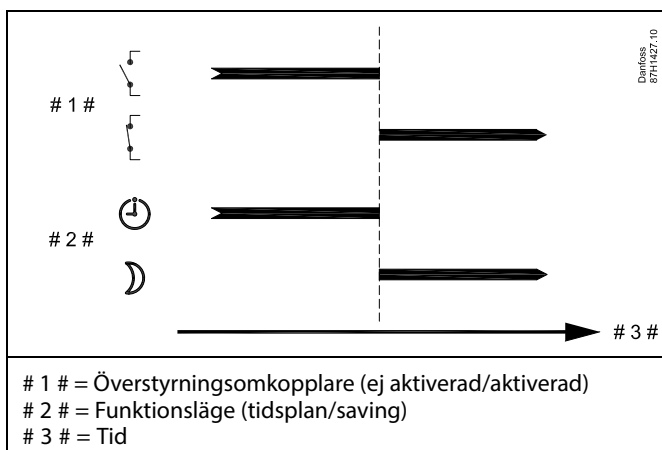 Danfoss
87H1427.10
# 1 #
# 2 #
# 3 #
# 1 # = Överstyrningsomkopplare (ej aktiverad/aktiverad)
# 2 # = Funktionsläge (tidsplan/saving)
# 3 # = Tid